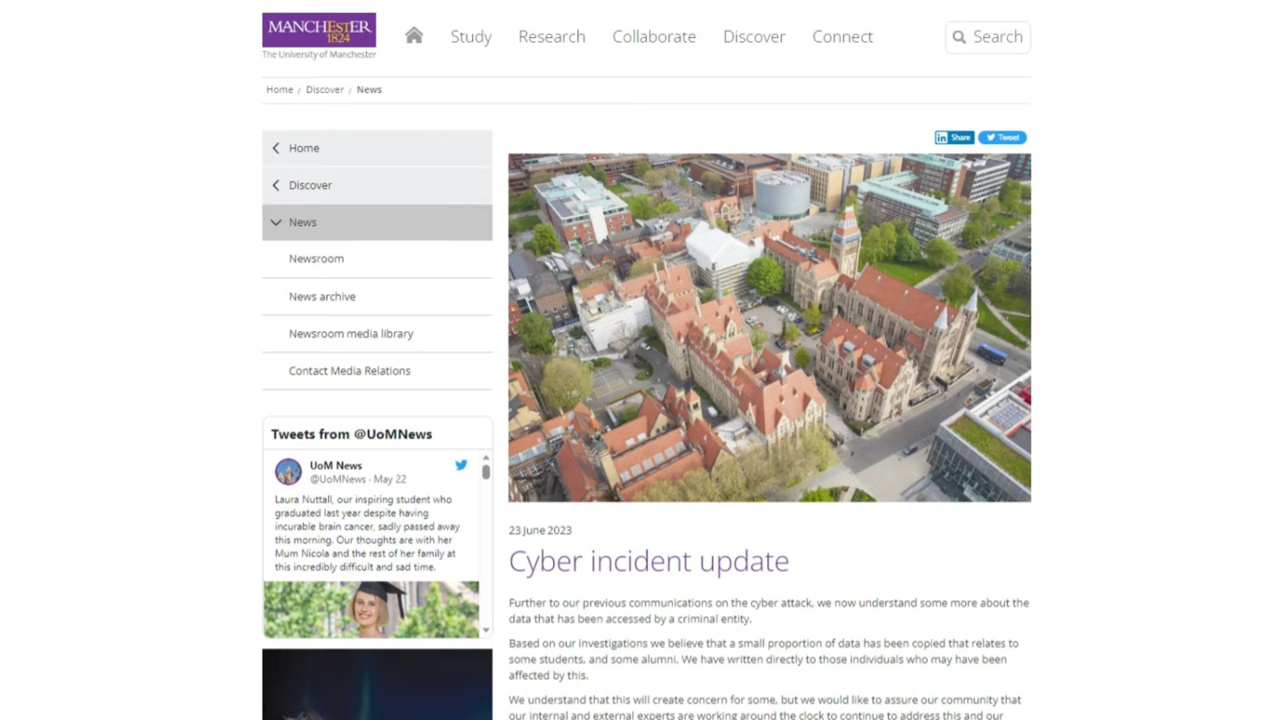 MANCHESTER
1824
The University of Manchester
Study
Research
Collaborate
Discover
Connect
Search
Home / Discover / News
Home
Discover
News
Newsroom
News archive
Newsroom media library
Contact Media Relations
Tweets from @UoMNews
UoM News
@UoMNews · May 22
Laura Nuttall, our inspiring student who
graduated last year despite having
incurable brain cancer, sadly passed away
this morning. Our thoughts are with her
Mum Nicola and the rest of her family at
this incredibly difficult and sad time.
in Share
Tweet
23 June 2023
Cyber incident update
Further to our previous communications on the cyber attack, we now understand some more about the
data that has been accessed by a criminal entity.
Based on our investigations we believe that a small proportion of data has been copied that relates to
some students, and some alumni. We have written directly to those individuals who may have been
affected by this.
We understand that this will create concern for some, but we would like to assure our community that
our internal and external experts are working around the clock to continue to address this and our